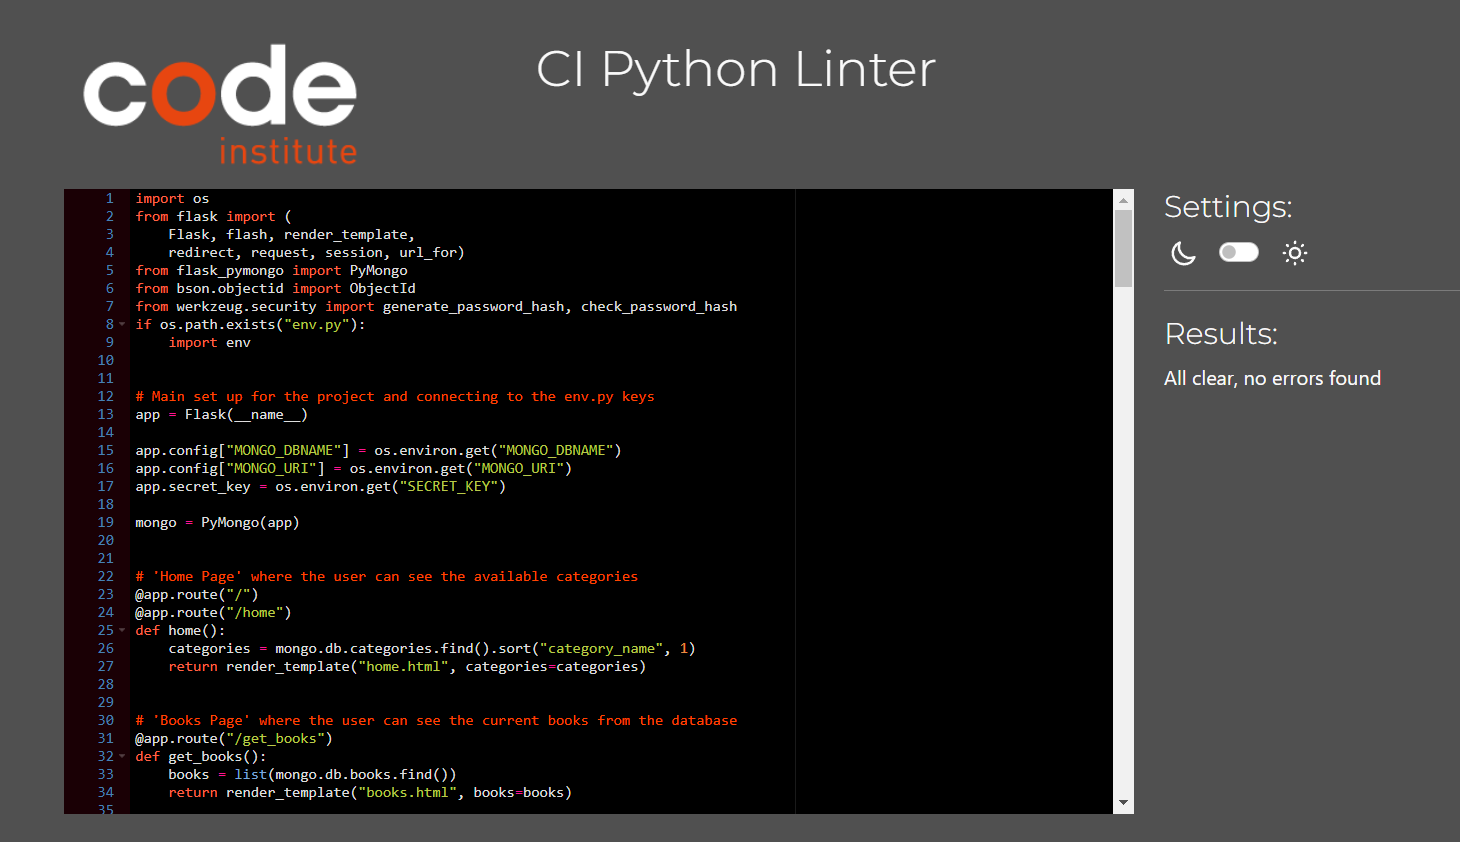 code
institute
CI Python Linter
1 import os
2 from flask import (
3     Flask, flash, render_template,
4     redirect, request, session, url_for)
5 from flask_pymongo import PyMongo
6 from bson.objectid import ObjectId
7 from werkzeug.security import generate_password_hash, check_password_hash
8 if os.path.exists("env.py"):
9     import env
10
11
12 # Main set up for the project and connecting to the env.py keys
13 app = Flask(__name__)
14
15 app.config["MONGO_DBNAME"] = os.environ.get("MONGO_DBNAME")
16 app.config["MONGO_URI"] = os.environ.get("MONGO_URI")
17 app.secret_key = os.environ.get("SECRET_KEY")
18
19 mongo = PyMongo(app)
20
21
22 # 'Home Page' where the user can see the available categories
23 @app.route("/")
24 @app.route("/home")
25 def home():
26     categories = mongo.db.categories.find().sort("category_name", 1)
27     return render_template("home.html", categories=categories)
28
29
30 # 'Books Page' where the user can see the current books from the database
31 @app.route("/get_books")
32 def get_books():
33     books = list(mongo.db.books.find())
34     return render_template("books.html", books=books)
35
Settings:
Results:
All clear, no errors found